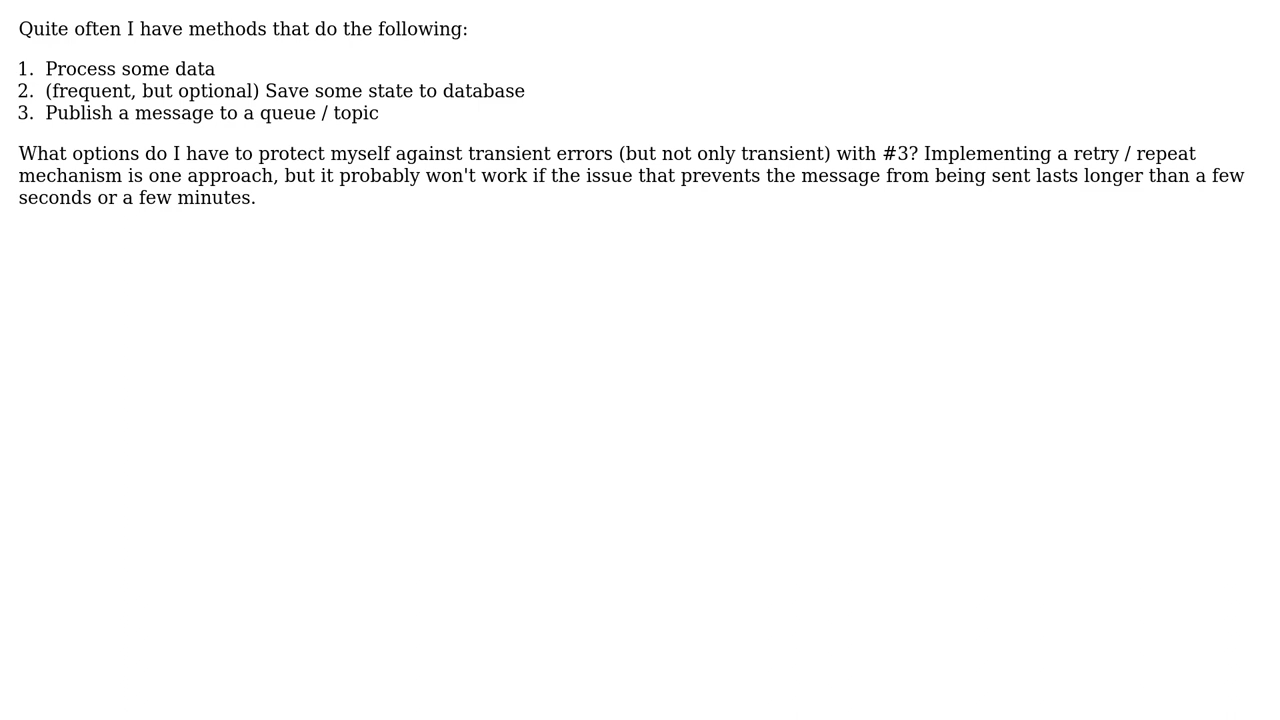 Quite often I have methods that do the following:
1. Process some data
2. (frequent, but optional) Save some state to database
3. Publish a message to a queue / topic
What options do I have to protect myself against transient errors (but not only transient) with #3? Implementing a retry / repeat
mechanism is one approach, but it probably won't work if the issue that prevents the message from being sent lasts longer than a few
seconds or a few minutes.